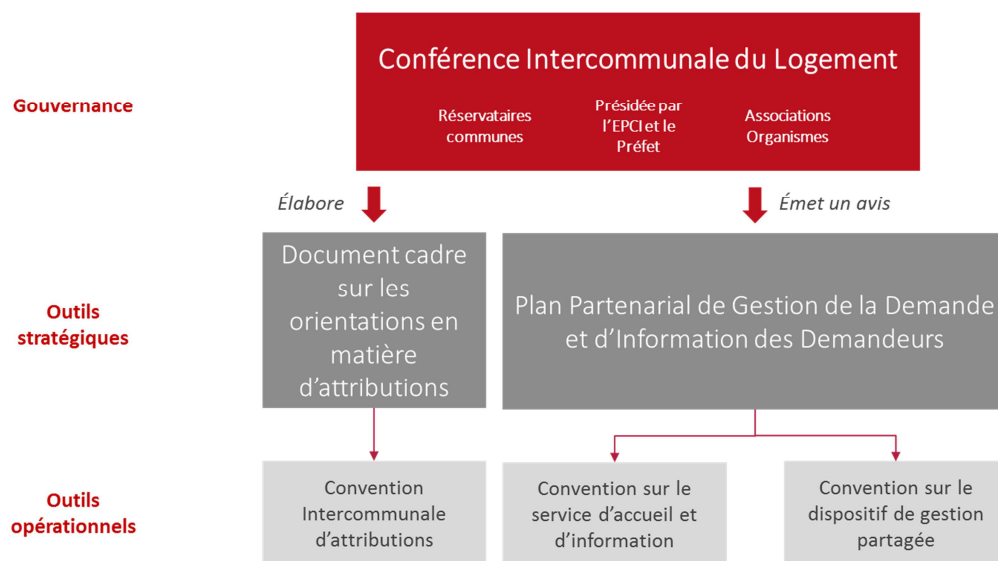 Conférence Intercommunale du Logement
Gouvernance
Réservataires
communes
Présidée par
l'EPCI et le
Préfet
Associations
Organismes
Élabore
Émet un avis
Outils
stratégiques
Document cadre
sur les
orientations en
matière
d'attributions
Plan Partenarial de Gestion de la Demande
et d'Information des Demandeurs
Outils
opérationnels
Convention
Intercommunale
d'attributions
Convention sur le
service d'accueil et
d'information
Convention sur le
dispositif de gestion
partagée